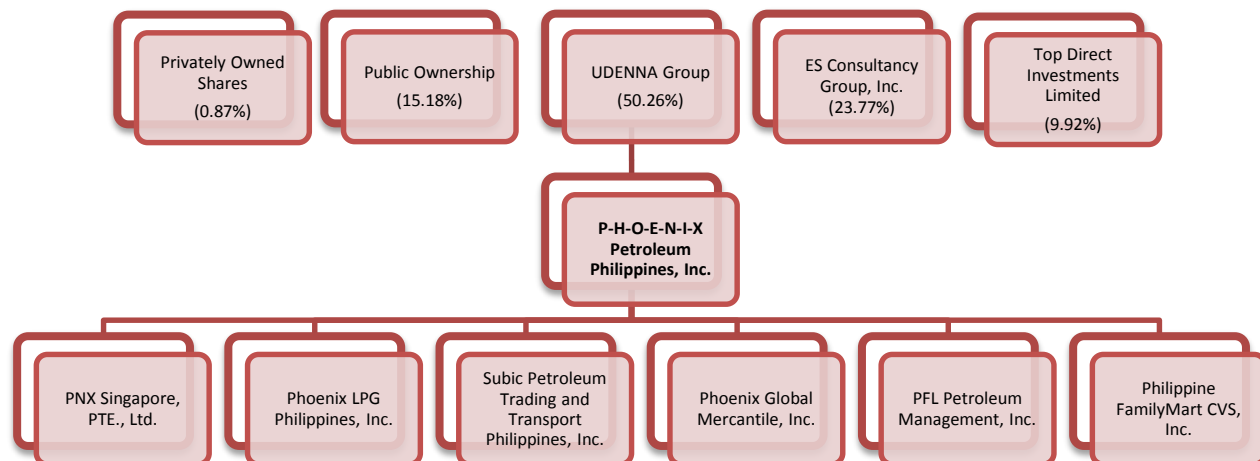 Privately Owned
Shares
(0.87%)
Public Ownership
(15.18%)
UDENNA Group
(50.26%)
ES Consultancy
Group, Inc.
(23.77%)
Top Direct
Investments
Limited
(9.92%)
P-H-O-E-N-I-X
Petroleum
Philippines, Inc.
PNX Singapore,
PTE., Ltd.
Phoenix LPG
Philippines, Inc.
Subic Petroleum
Trading and
Transport
Philippines, Inc.
Phoenix Global
Mercantile, Inc.
PFL Petroleum
Management, Inc.
Philippine
FamilyMart CVS,
Inc.